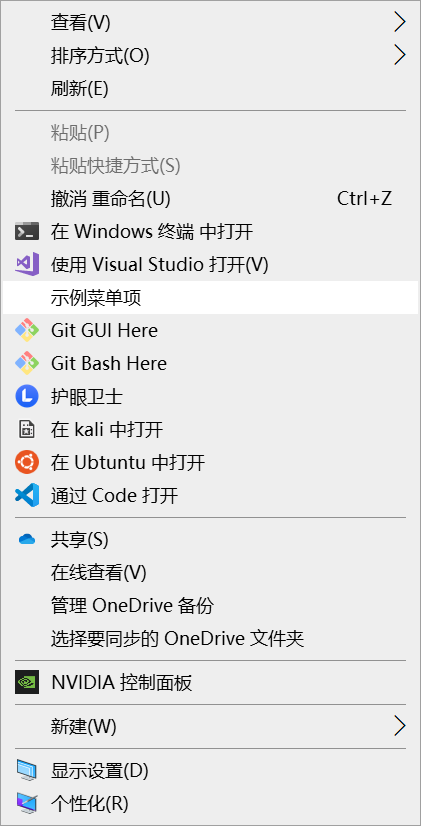 查看(V)
排序方式(O)
刷新(E)
粘贴(P)
粘贴快捷方式(S)
撤消 重命名(U) Ctrl+Z
在 Windows 终端 中打开
使用 Visual Studio 打开(V)
示例菜单项
Git GUI Here
Git Bash Here
护眼卫士
在 kali 中打开
在 Ubtuntu 中打开
通过 Code 打开
共享(S)
在线查看(V)
管理 OneDrive 备份
选择要同步的 OneDrive 文件夹
NVIDIA 控制面板
新建(W)
显示设置(D)
个性化(R)